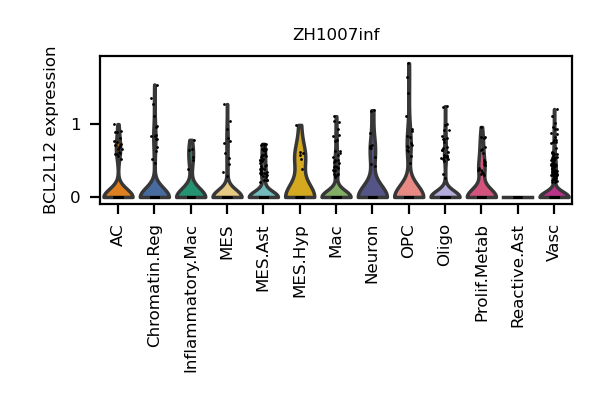 ZH1007inf
BCL2L12 expression
1
0
AC
Chromatin.Reg
Inflammatory.Mac
MES
MES.Ast
MES.Hyp
Mac
Neuron
OPC
Oligo
Prolif.Metab
Reactive.Ast
Vasc